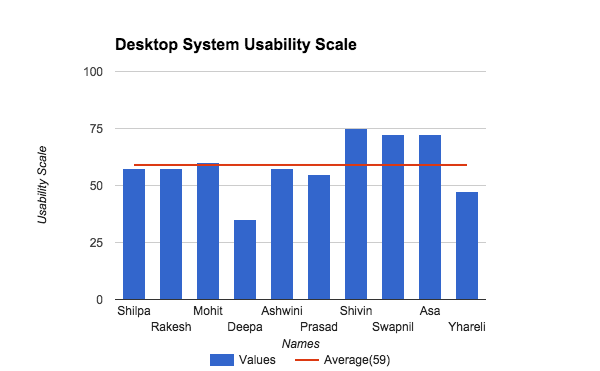 Desktop System Usability Scale
100
75
50
25
0
Usability Scale
Shilpa Mohit Ashwini Shivin Asa
Rakesh Deepa Prasad Swapnil Yhareli
Names
Values Average(59)